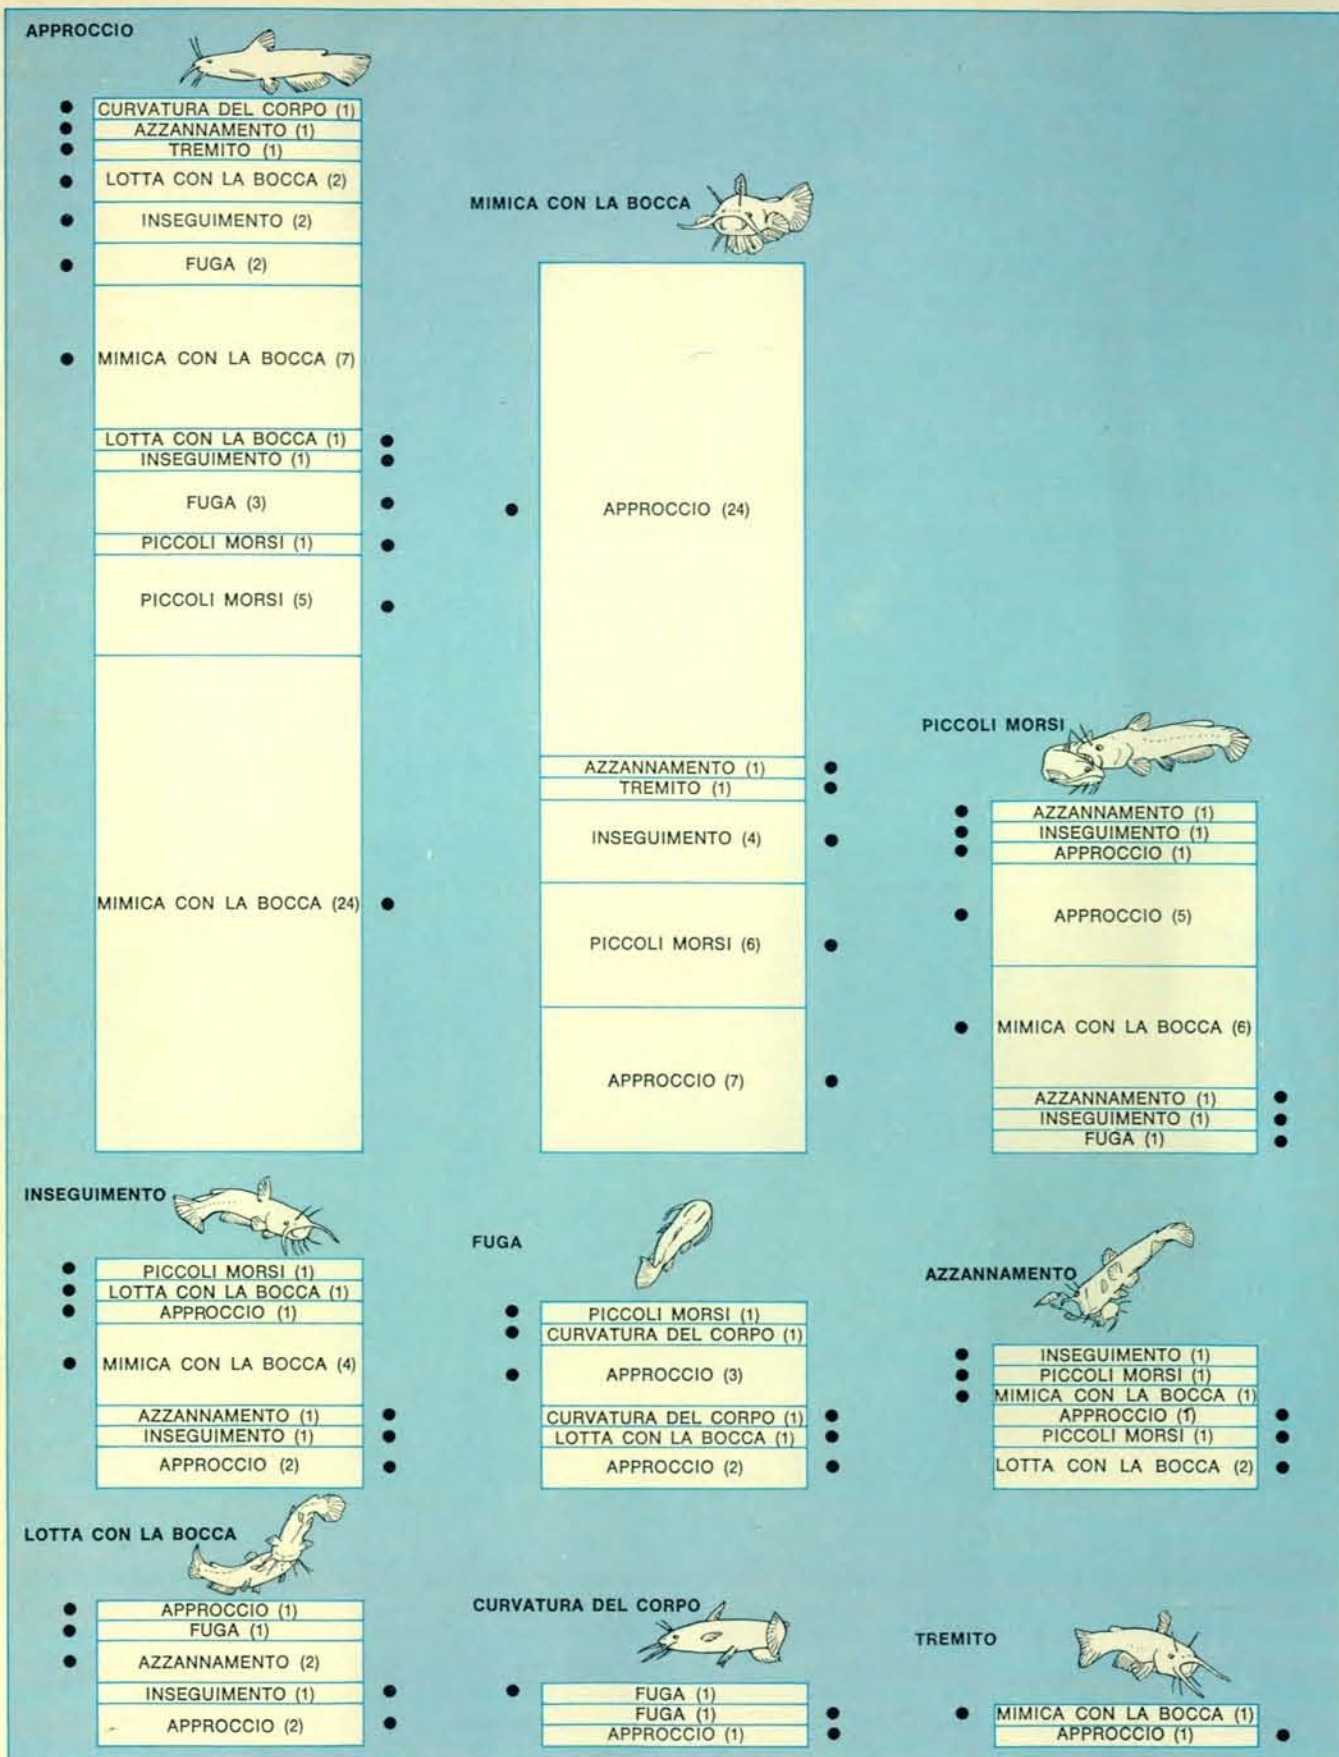 APPROCCIO
CURVATURA DEL CORPO (1)
AZZANNAMENTO (1)
TREMITO (1)
LOTTA CON LA BOCCA (2)
INSEGUIMENTO (2)
FUGA (2)
MIMICA CON LA BOCCA (7)
LOTTA CON LA BOCCA (1)
INSEGUIMENTO (1)
FUGA (3)
PICCOLI MORSI (1)
PICCOLI MORSI (5)
MIMICA CON LA BOCCA (24)
MIMICA CON LA BOCCA
APPROCCIO (24)
AZZANNAMENTO (1)
TREMITO (1)
INSEGUIMENTO (4)
PICCOLI MORSI (6)
APPROCCIO (7)
PICCOLI MORSI
AZZANNAMENTO (1)
INSEGUIMENTO (1)
APPROCCIO (1)
APPROCCIO (5)
MIMICA CON LA BOCCA (6)
AZZANNAMENTO (1)
INSEGUIMENTO (1)
FUGA (1)
INSEGUIMENTO
PICCOLI MORSI (1)
LOTTA CON LA BOCCA (1)
APPROCCIO (1)
MIMICA CON LA BOCCA (4)
AZZANNAMENTO (1)
INSEGUIMENTO (1)
APPROCCIO (2)
FUGA
PICCOLI MORSI (1)
CURVATURA DEL CORPO (1)
APPROCCIO (3)
CURVATURA DEL CORPO (1)
LOTTA CON LA BOCCA (1)
APPROCCIO (2)
AZZANNAMENTO
INSEGUIMENTO (1)
PICCOLI MORSI (1)
MIMICA CON LA BOCCA (1)
APPROCCIO (1)
PICCOLI MORSI (1)
LOTTA CON LA BOCCA (2)
LOTTA CON LA BOCCA
APPROCCIO (1)
FUGA (1)
AZZANNAMENTO (2)
INSEGUIMENTO (1)
APPROCCIO (2)
CURVATURA DEL CORPO
FUGA (1)
FUGA (1)
APPROCCIO (1)
TREMITO
MIMICA CON LA BOCCA (1)
APPROCCIO (1)